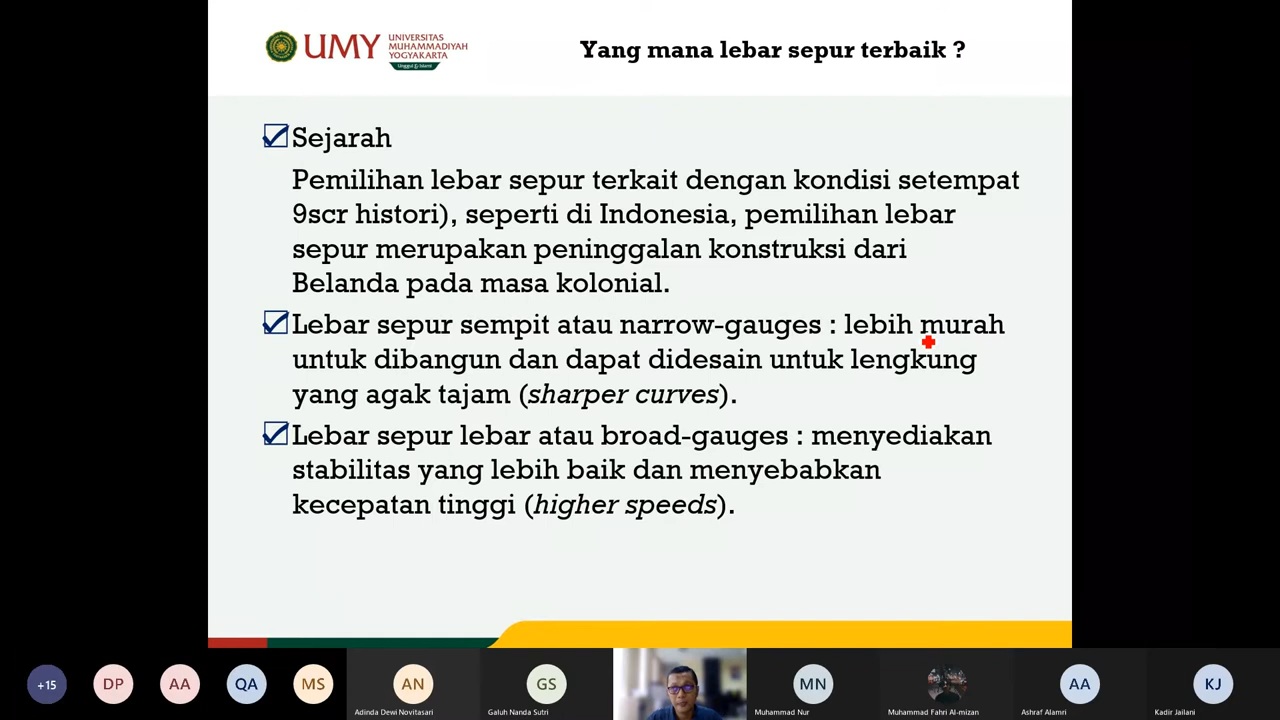 UMY
UNIVERSITAS
MUHAMMADIYAH
YOGYAKARTA
Unggul & Islami
Yang mana lebar sepur terbaik ?
Sejarah
Pemilihan lebar sepur terkait dengan kondisi setempat
9scr histori), seperti di Indonesia, pemilihan lebar
sepur merupakan peninggalan konstruksi dari
Belanda pada masa kolonial.
Lebar sepur sempit atau narrow-gauges : lebih murah
untuk dibangun dan dapat didesain untuk lengkung
yang agak tajam (sharper curves).
Lebar sepur lebar atau broad-gauges : menyediakan
stabilitas yang lebih baik dan menyebabkan
kecepatan tinggi (higher speeds).
+15
DP
AA
QA
MS
AN
Adinda Dewi Novitasari
GS
Galuh Nanda Sutri
MN
Muhammad Nur
Muhammad Fahri Al-mizan
AA
Ashraf Alamri
KJ
Kadir Jailani